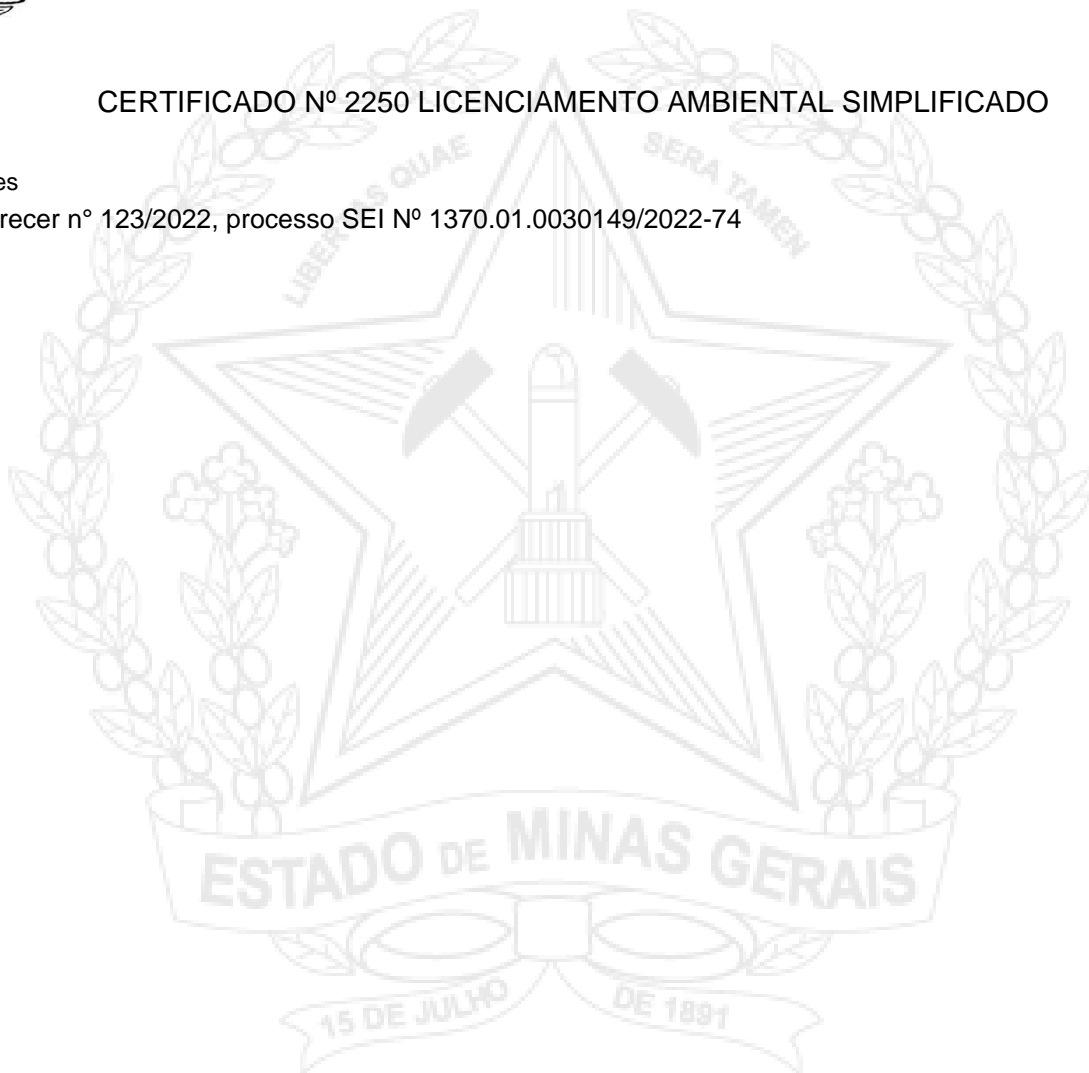 CERTIFICADO Nº 2250 LICENCIAMENTO AMBIENTAL SIMPLIFICADO
es
recer n° 123/2022, processo SEI Nº 1370.01.0030149/2022-74
LIBERTAS QUAE SERA TAMEN
ESTADO DE MINAS GERAIS
15 DE JULHO DE 1891